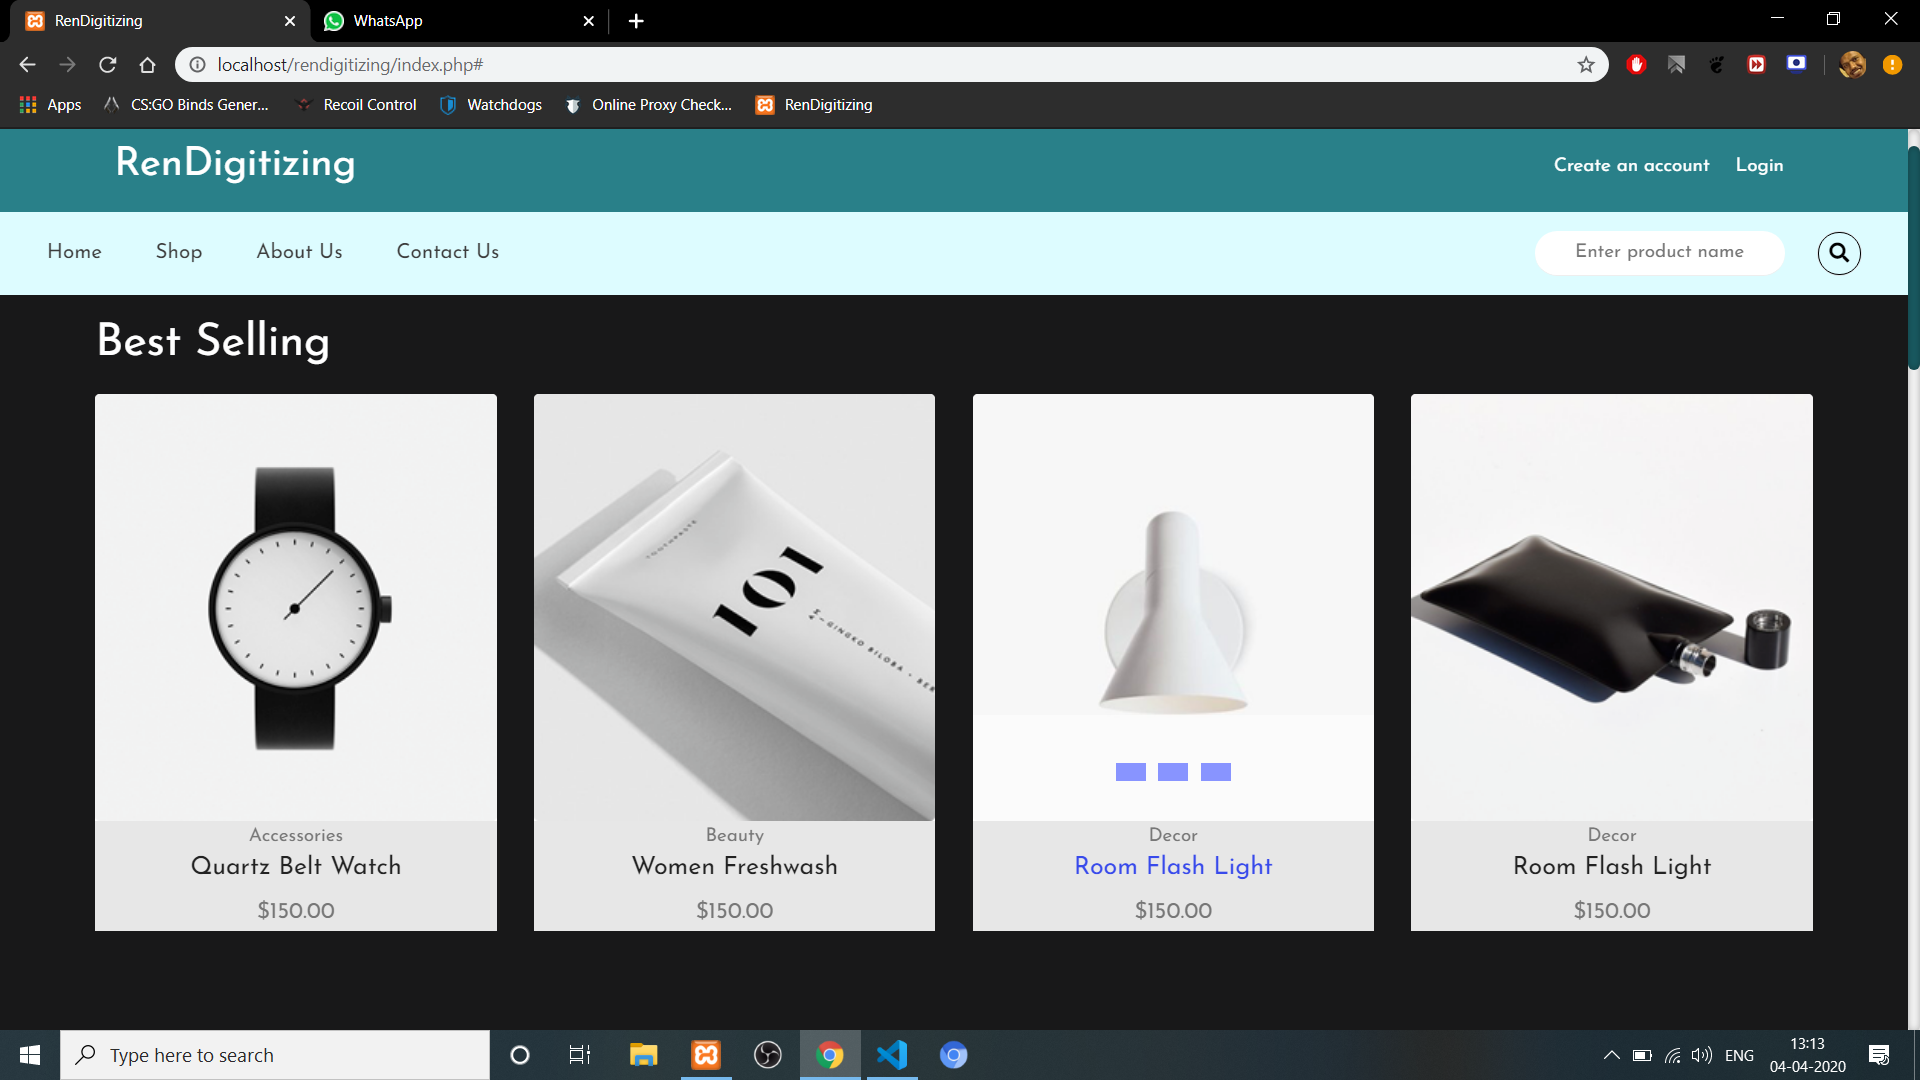 RenDigitizing
WhatsApp
localhost/rendigitizing/index.php#
Apps
CS:GO Binds Gener...
Recoil Control
Watchdogs
Online Proxy Check...
RenDigitizing
RenDigitizing
Create an account
Login
Home
Shop
About Us
Contact Us
Enter product name
Best Selling
101
GINGKO BILOBA
Accessories
Quartz Belt Watch
$150.00
Beauty
Women Freshwash
$150.00
Decor
Room Flash Light
$150.00
Decor
Room Flash Light
$150.00
Type here to search
ENG
13:13
04-04-2020